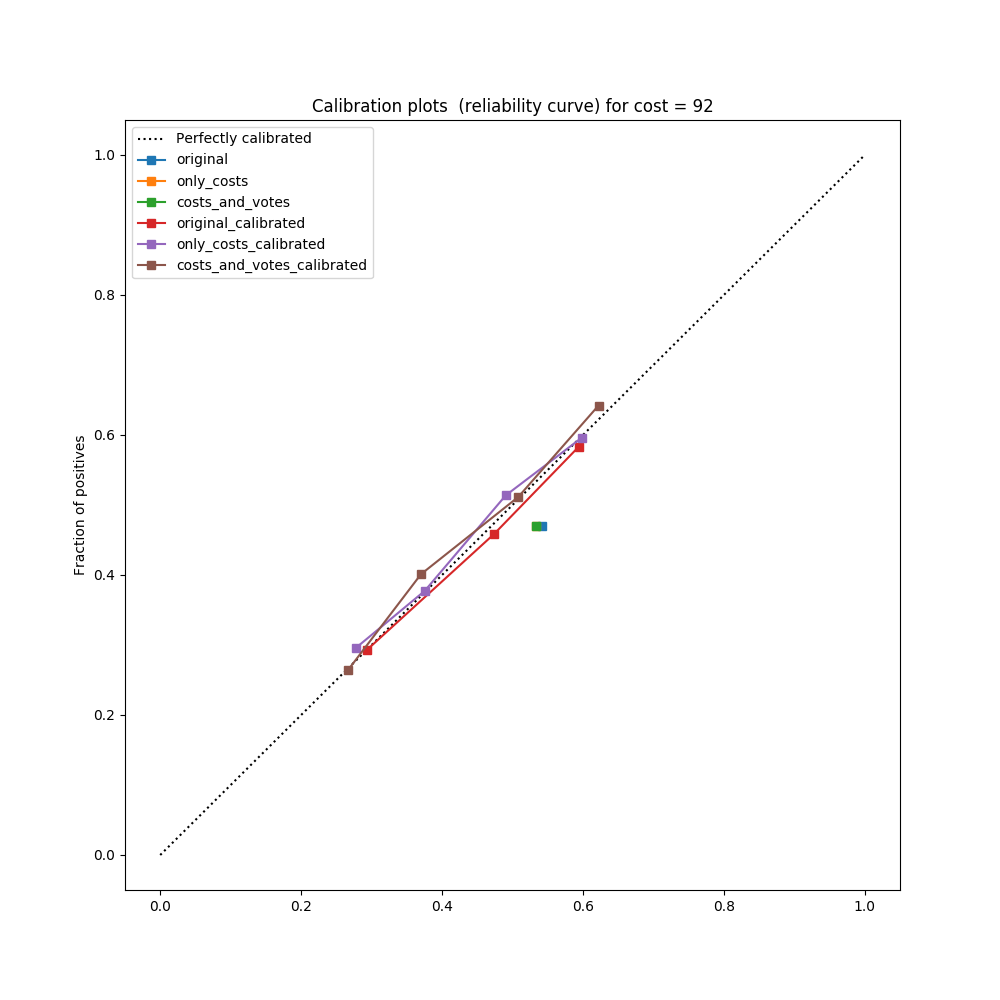 Calibration plots  (reliability curve) for cost = 92
Perfectly calibrated
original
only_costs
costs_and_votes
original_calibrated
only_costs_calibrated
costs_and_votes_calibrated
Fraction of positives
1.0
0.8
0.6
0.4
0.2
0.0
0.0 0.2 0.4 0.6 0.8 1.0